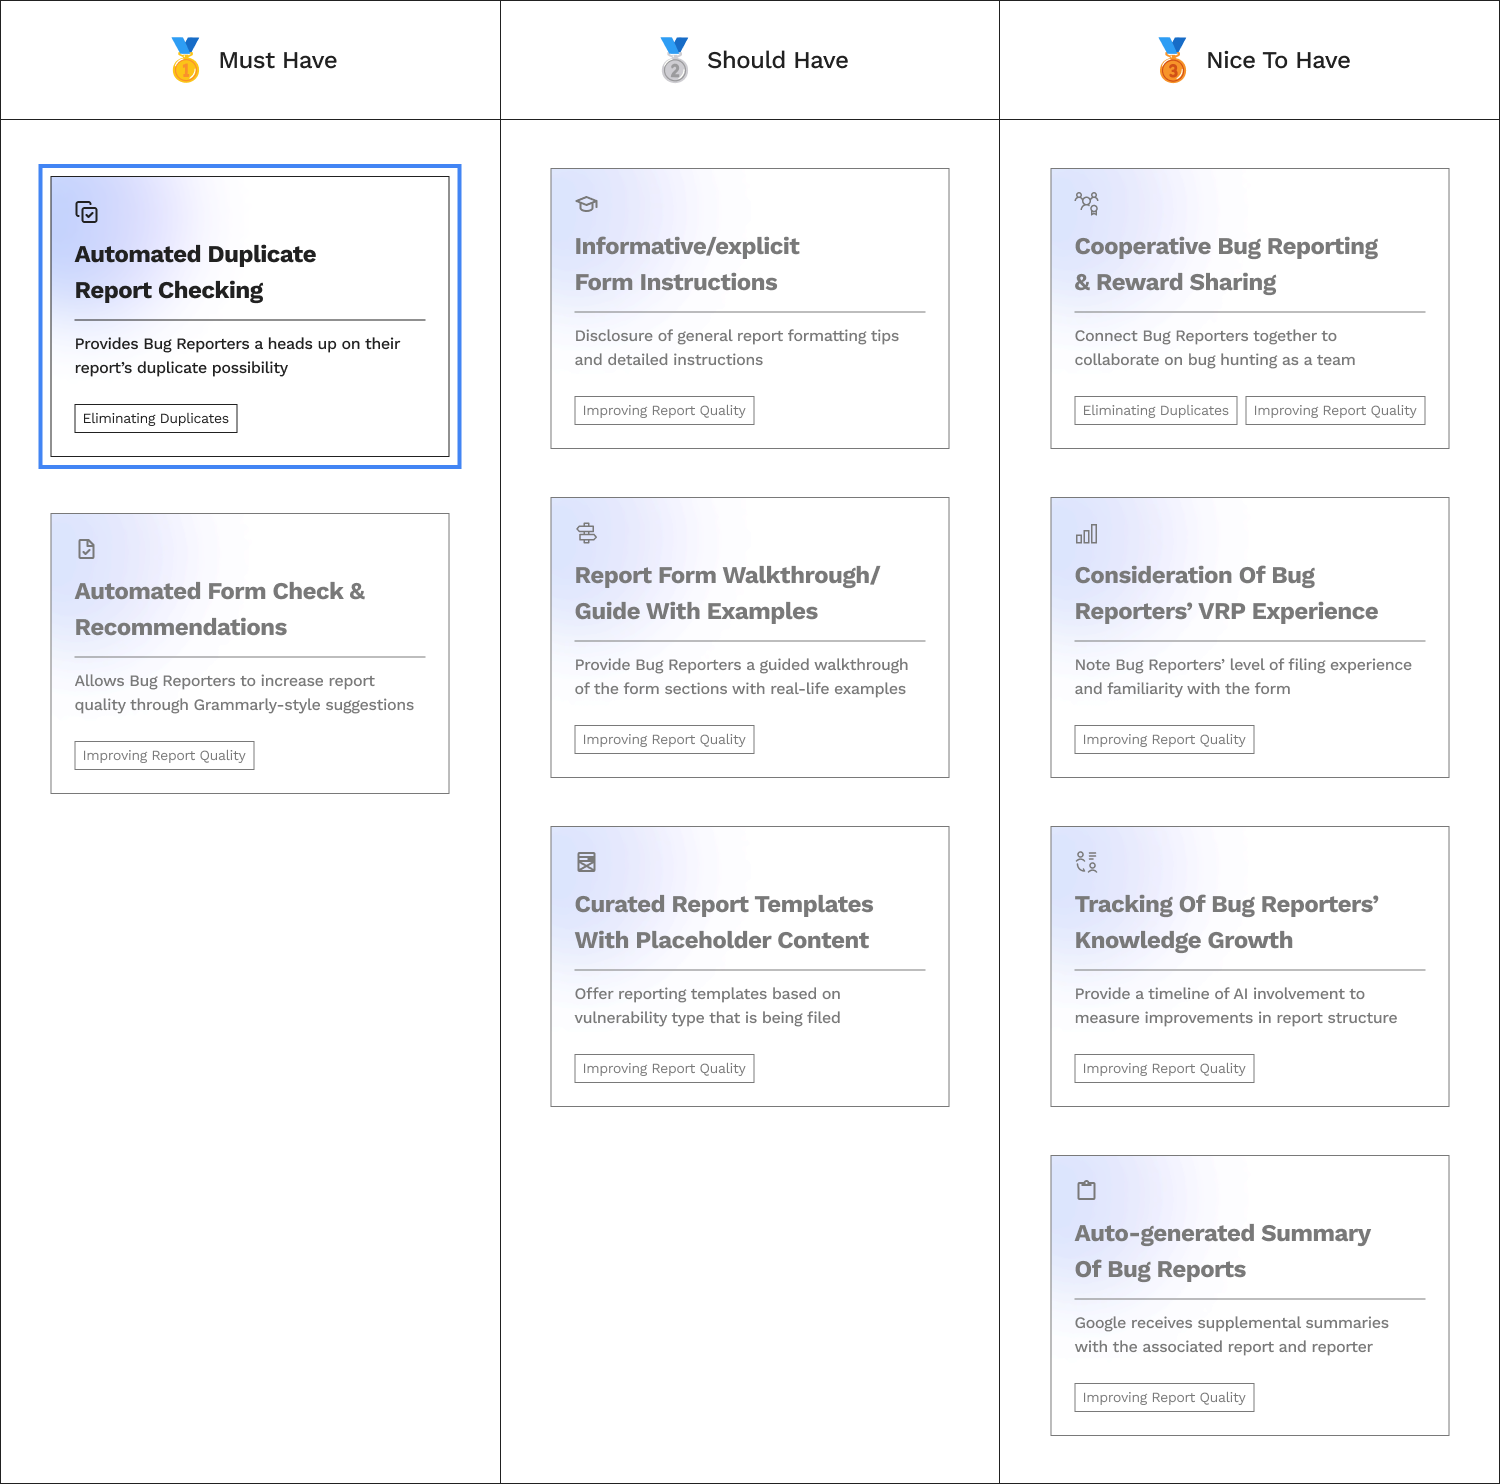 1
Must Have
2
Should Have
3
Nice To Have
Automated Duplicate
Report Checking
Provides Bug Reporters a heads up on their
report’s duplicate possibility
Eliminating Duplicates
Automated Form Check &
Recommendations
Allows Bug Reporters to increase report
quality through Grammarly-style suggestions
Improving Report Quality
Informative/explicit
Form Instructions
Disclosure of general report formatting tips
and detailed instructions
Improving Report Quality
Report Form Walkthrough/
Guide With Examples
Provide Bug Reporters a guided walkthrough
of the form sections with real-life examples
Improving Report Quality
Curated Report Templates
With Placeholder Content
Offer reporting templates based on
vulnerability type that is being filed
Improving Report Quality
Cooperative Bug Reporting
& Reward Sharing
Connect Bug Reporters together to
collaborate on bug hunting as a team
Eliminating Duplicates
Improving Report Quality
Consideration Of Bug
Reporters’ VRP Experience
Note Bug Reporters’ level of filing experience
and familiarity with the form
Improving Report Quality
Tracking Of Bug Reporters’
Knowledge Growth
Provide a timeline of AI involvement to
measure improvements in report structure
Improving Report Quality
Auto-generated Summary
Of Bug Reports
Google receives supplemental summaries
with the associated report and reporter
Improving Report Quality